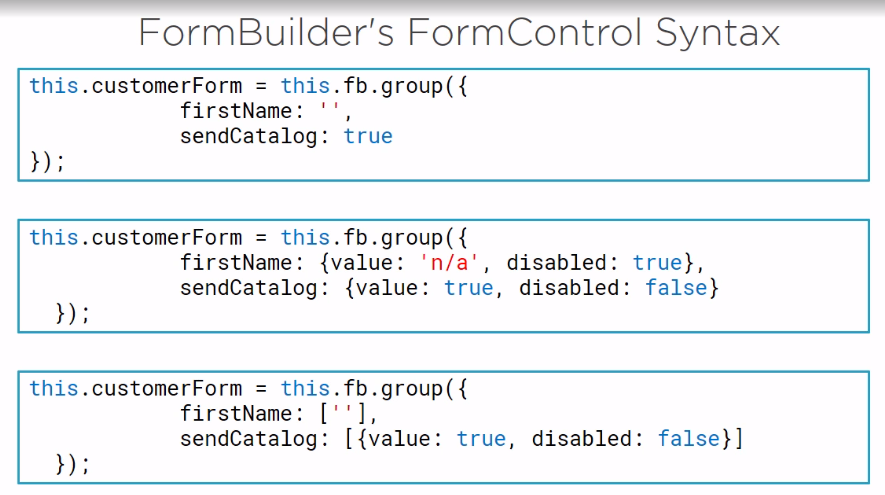 FormBuilder's FormControl Syntax
this.customerForm = this.fb.group({
            firstName: '',
            sendCatalog: true
});
this.customerForm = this.fb.group({
            firstName: {value: 'n/a', disabled: true},
            sendCatalog: {value: true, disabled: false}
  });
this.customerForm = this.fb.group({
            firstName: [''],
            sendCatalog: [{value: true, disabled: false}]
  });